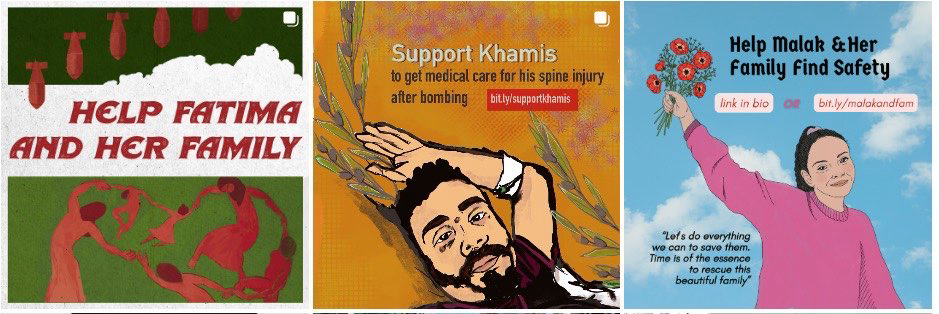 HELP FATIMA
AND HER FAMILY
Support Khamis
to get medical care for his spine injury
after bombing
bit.ly/supportkhamis
Help Malak & Her
Family Find Safety
link in bio OR bit.ly/malakandfam
"Let's do everything
we can to save them.
Time is of the essence
to rescue this
beautiful family"